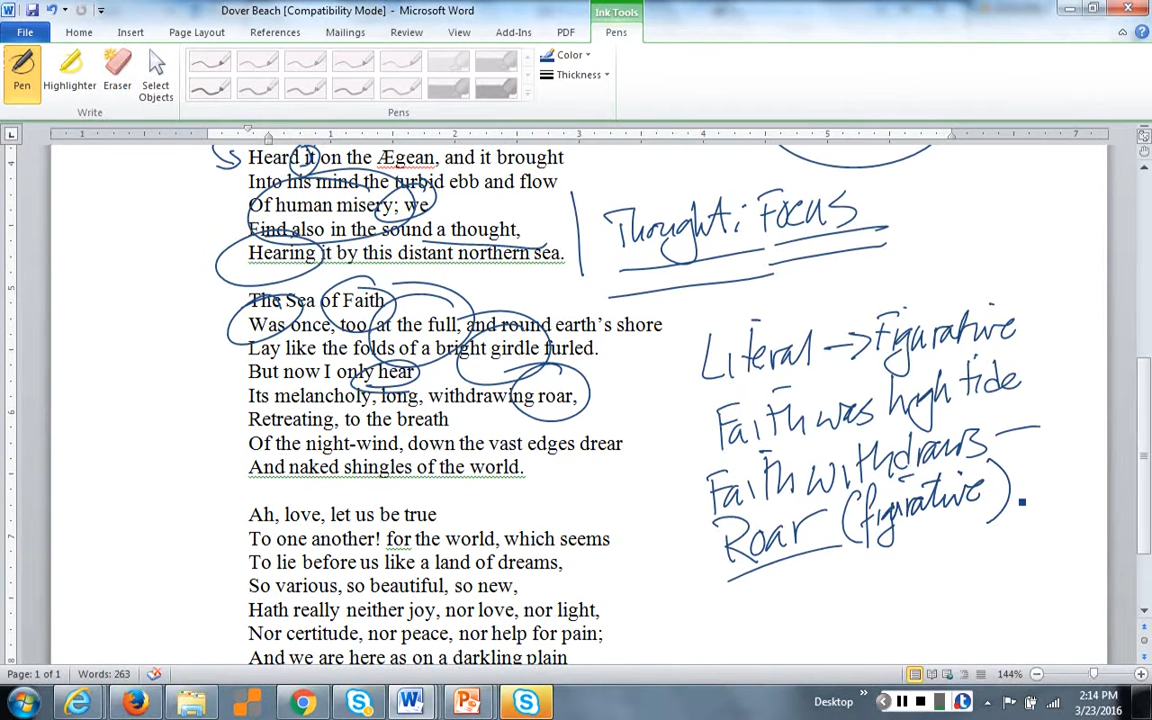 Dover Beach [Compatibility Mode] - Microsoft Word
Ink Tools
File Home Insert Page Layout References Mailings Review View Add-Ins PDF Pens
Pen Highlighter Eraser Select Objects
Color
Thickness
Write Pens
1 1 2 3 4 5 6 7
Heard it on the Ægean, and it brought
Into his mind the turbid ebb and flow
Of human misery; we
Find also in the sound a thought,
Hearing it by this distant northern sea.
Thought: Focus
The Sea of Faith
Was once, too, at the full, and round earth's shore
Lay like the folds of a bright girdle furled.
But now I only hear
Its melancholy, long, withdrawing roar,
Retreating, to the breath
Of the night-wind, down the vast edges drear
And naked shingles of the world.
Literal -> Figurative
Faith was high tide
Faith withdraws —
Roar (figurative).
Ah, love, let us be true
To one another! for the world, which seems
To lie before us like a land of dreams,
So various, so beautiful, so new,
Hath really neither joy, nor love, nor light,
Nor certitude, nor peace, nor help for pain;
And we are here as on a darkling plain
Page: 1 of 1 Words: 263 144%
Desktop 2:14 PM
3/23/2016